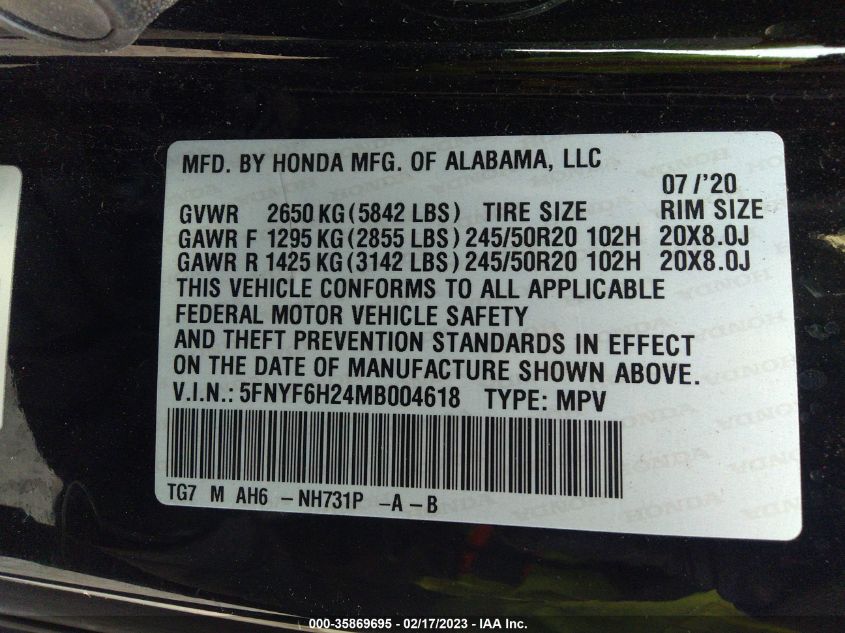 MFD. BY HONDA MFG. OF ALABAMA, LLC
07/'20
GVWR 2650 KG (5842 LBS) TIRE SIZE RIM SIZE
GAWR F 1295 KG (2855 LBS) 245/50R20 102H 20X8.0J
GAWR R 1425 KG (3142 LBS) 245/50R20 102H 20X8.0J
THIS VEHICLE CONFORMS TO ALL APPLICABLE
FEDERAL MOTOR VEHICLE SAFETY
AND THEFT PREVENTION STANDARDS IN EFFECT
ON THE DATE OF MANUFACTURE SHOWN ABOVE.
V.I.N.: 5FNYF6H24MB004618 TYPE: MPV
TG7 M AH6 -NH731P -A-B
000-35869695 - 02/17/2023 - IAA Inc.